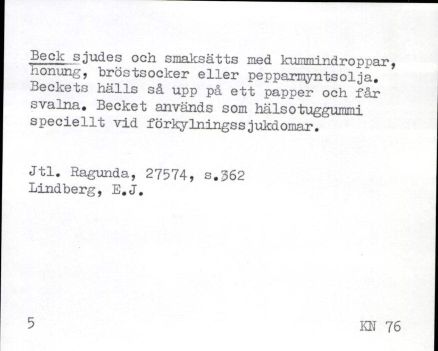 Beck sjudes och smaksätts med kummindroppar,
honung, bröstsocker eller pepparmyntsolja.
Beckets hälls så upp på ett papper och får
svalna. Becket används som hälsotuggummi
speciellt vid förkylningssjukdomar.
Jtl. Ragunda, 27574, s.362
Lindberg, E.J.
5
KN 76